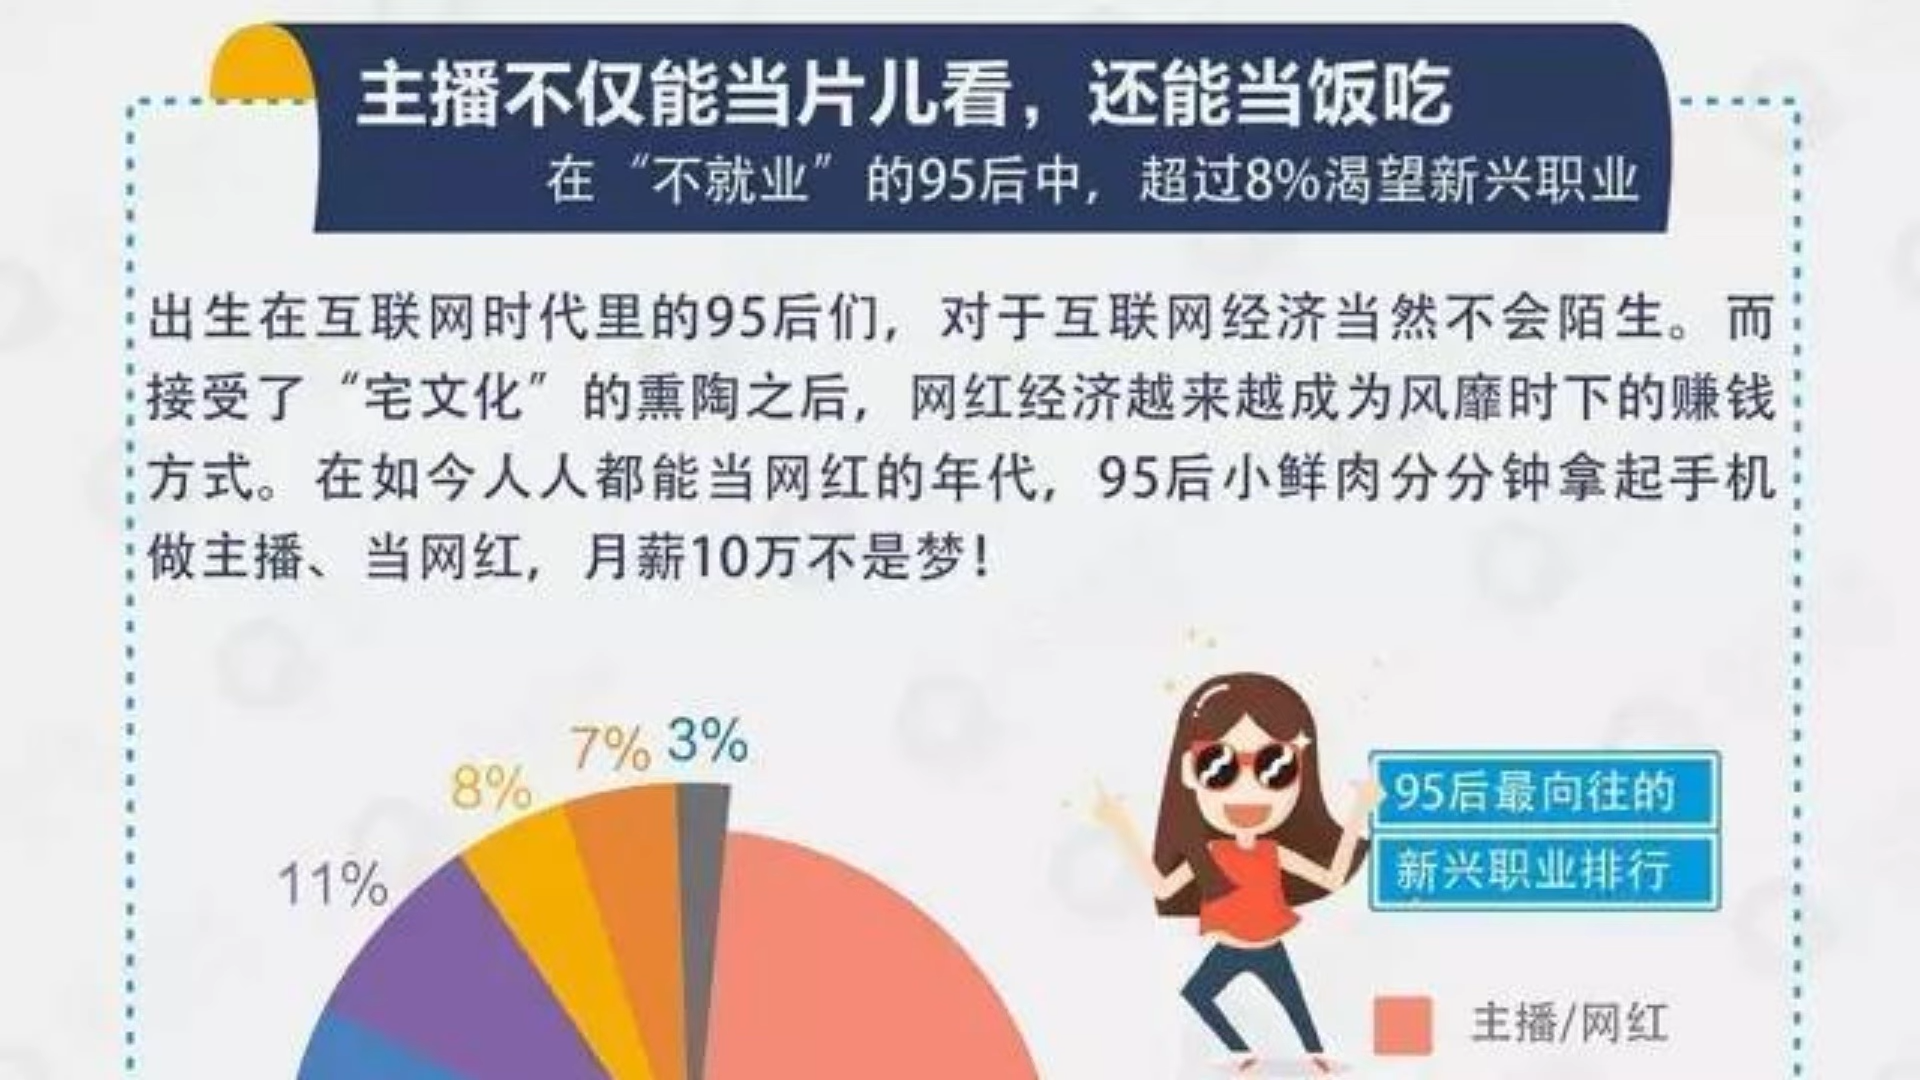 主播不仅能当片儿看，还能当饭吃
在“不就业”的95后中，超过8%渴望新兴职业
出生在互联网时代里的95后们，对于互联网经济当然不会陌生。而
接受了“宅文化”的熏陶之后，网红经济越来越成为风靡时下的赚钱
方式。在如今人人都能当网红的年代，95后小鲜肉分分钟拿起手机
做主播、当网红，月薪10万不是梦！
7% 3%
8%
11%
95后最向往的
新兴职业排行
主播/网红